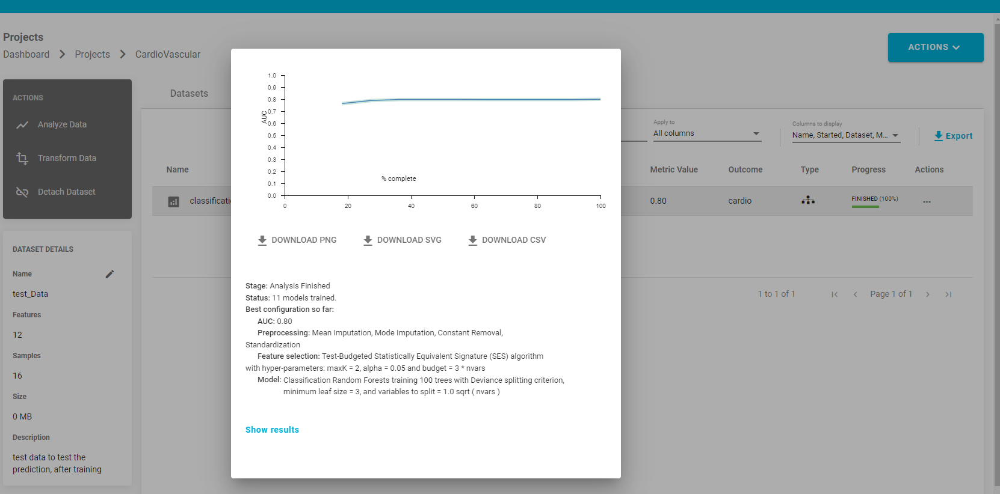 Projects
Dashboard > Projects > CardioVascular
ACTIONS
ACTIONS
Analyze Data
Transform Data
Detach Dataset
DATASET DETAILS
Name
test_Data
Features
12
Samples
16
Size
0 MB
Description
test data to test the
prediction, after training
Datasets
Apply to
All columns
Columns to display
Name, Started, Dataset, M...
Export
Name Metric Value Outcome Type Progress Actions
0.80 cardio FINISHED (100%) ...
1 to 1 of 1 Page 1 of 1
1.0
0.9
0.8
0.7
0.6
0.5
0.4
0.3
0.2
0.1
0.0
AUC
% complete
0 20 40 60 80 100
DOWNLOAD PNG DOWNLOAD SVG DOWNLOAD CSV
Stage: Analysis Finished
Status: 11 models trained.
Best configuration so far:
AUC: 0.80
Preprocessing: Mean Imputation, Mode Imputation, Constant Removal,
Standardization
Feature selection: Test-Budgeted Statistically Equivalent Signature (SES) algorithm
with hyper-parameters: maxK = 2, alpha = 0.05 and budget = 3 * nvars
Model: Classification Random Forests training 100 trees with Deviance splitting criterion,
minimum leaf size = 3, and variables to split = 1.0 sqrt ( nvars )
Show results